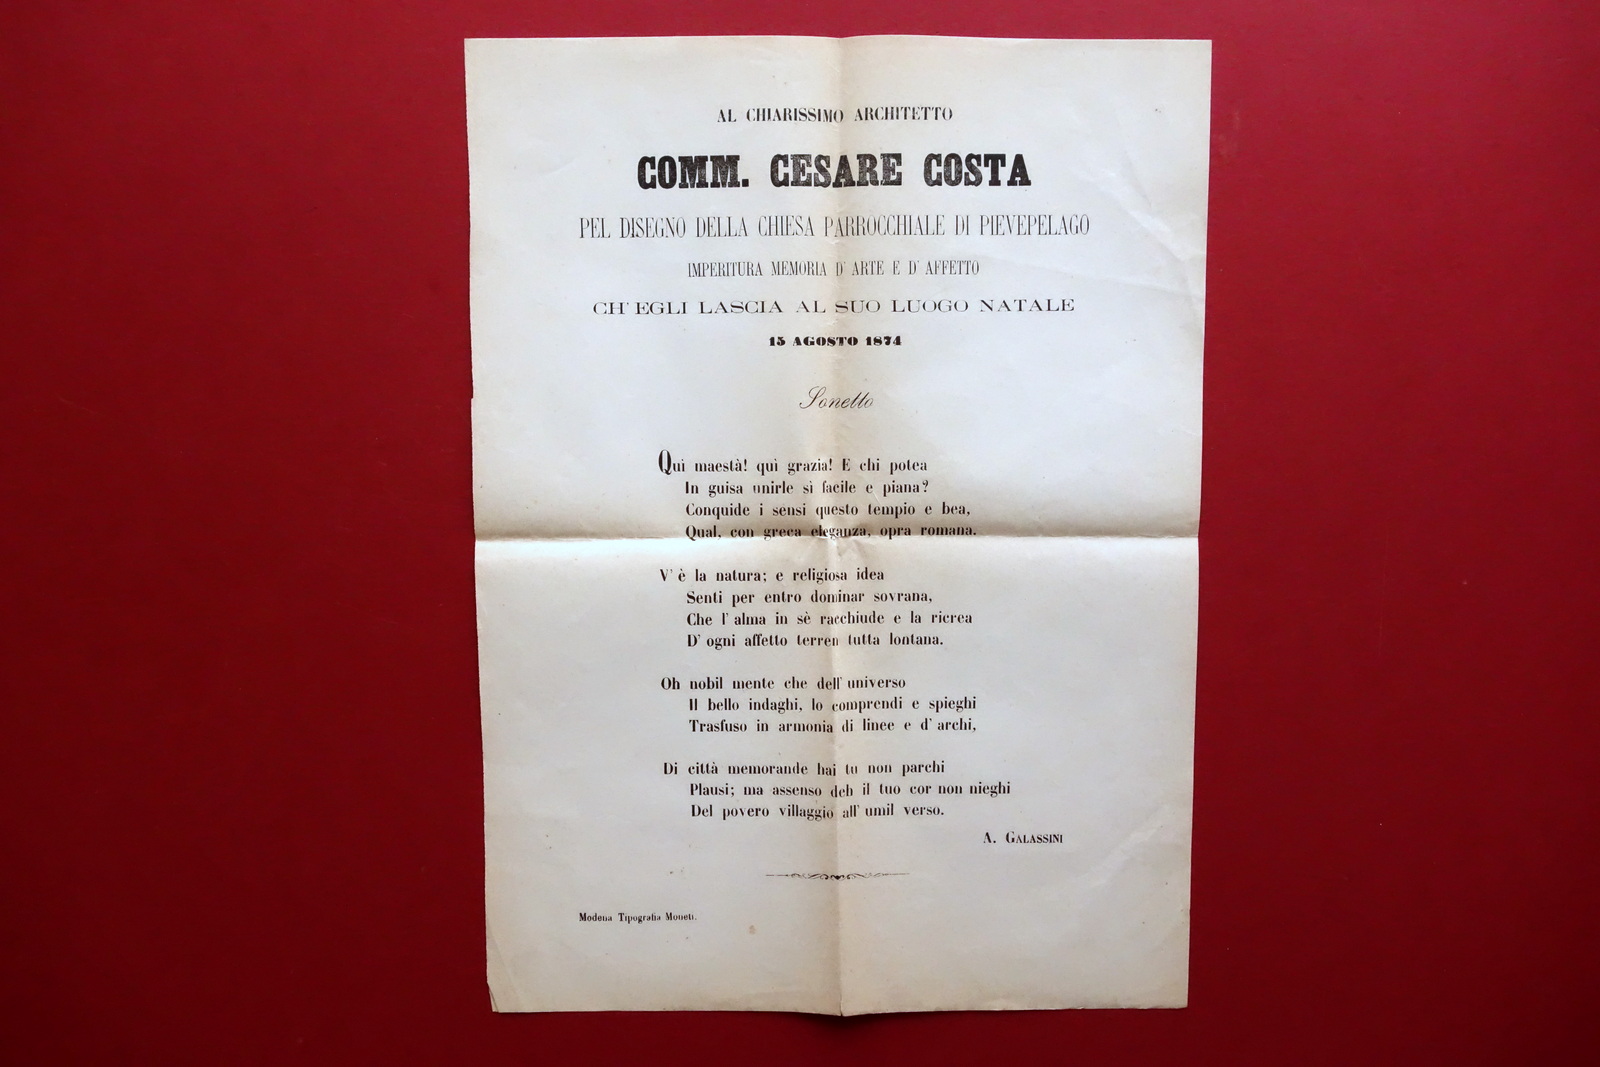 AL CHIARISSIMO ARCHITETTO
COMM. CESARE COSTA
PEL DISEGNO DELLA CHIESA PARROCCHIALE DI PIEVEPELAGO
IMPERITURA MEMORIA D' ARTE E D' AFFETTO
CH' EGLI LASCIA AL SUO LUOGO NATALE
15 AGOSTO 1874
Sonetto
Quì maestà! quì grazia! E chi potea
In guisa unirle sì facile e piana?
Conquide i sensi questo tempio e bea,
Qual, con greca eleganza, opra romana.
V' è la natura; e religiosa idea
Senti per entro dominar sovrana,
Che l' alma in sè racchiude e la ricrea
D' ogni affetto terren tutta lontana.
Oh nobil mente che dell' universo
Il bello indaghi, lo comprendi e spieghi
Trasfuso in armonia di linee e d' archi,
Di città memorande hai tu non parchi
Plausi; ma assenso deh il tuo cor non nieghi
Del povero villaggio all' umil verso.
A. GALASSINI
Modena Tipografia Moneti.